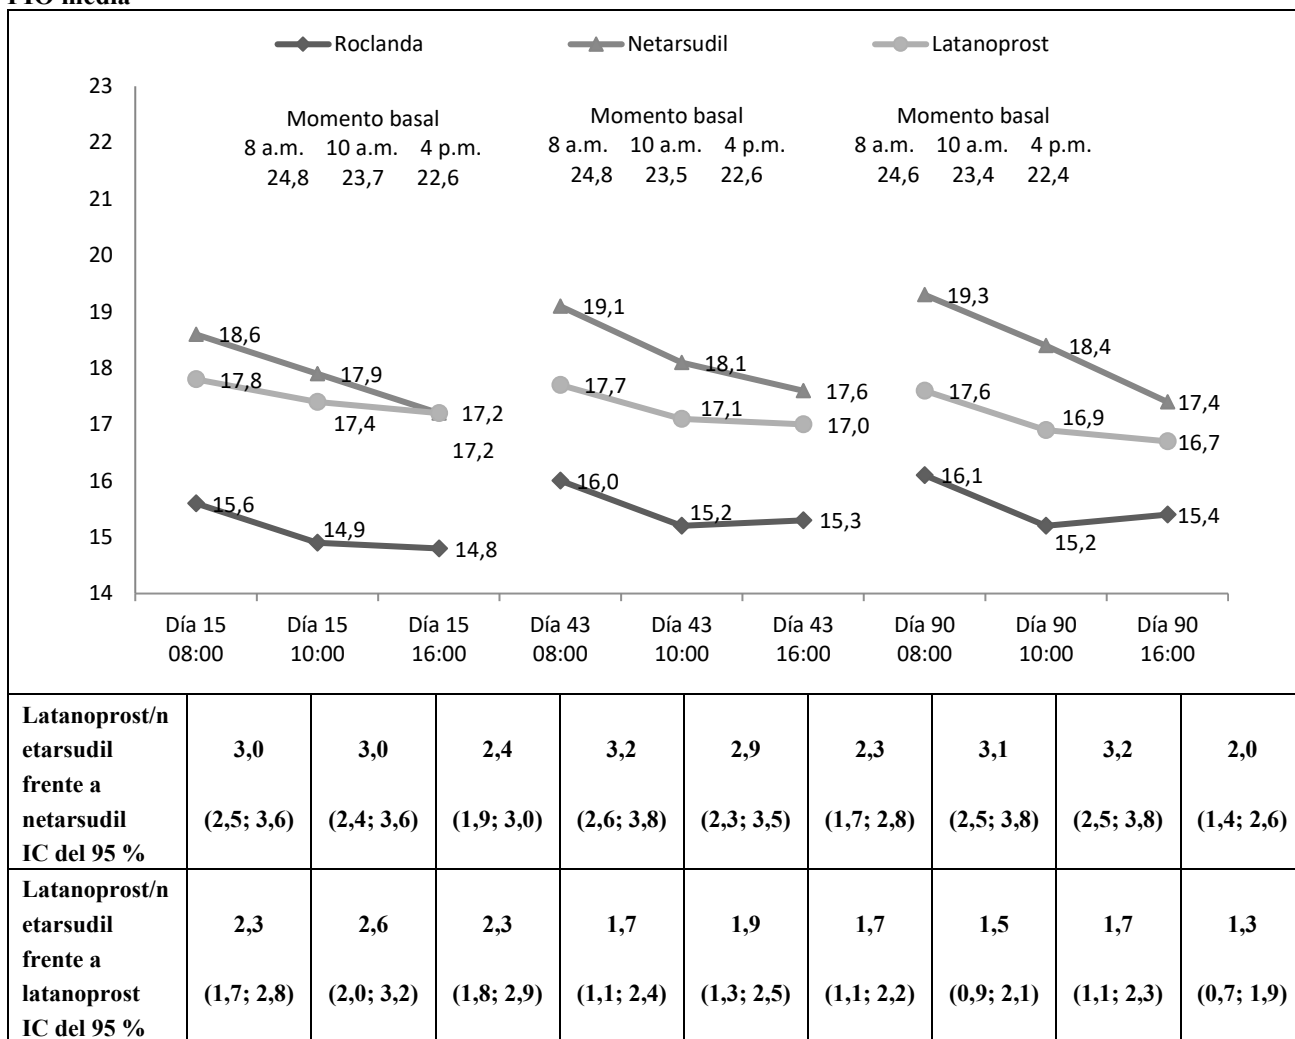 PIO media
Roclanda Netarsudil Latanoprost
23
22
21
20
19
18
17
16
15
14
Momento basal
8 a.m. 10 a.m. 4 p.m.
24,8 23,7 22,6
Momento basal
8 a.m. 10 a.m. 4 p.m.
24,8 23,5 22,6
Momento basal
8 a.m. 10 a.m. 4 p.m.
24,6 23,4 22,4
18,6 17,9 17,2 19,1 18,1 17,6 19,3 18,4 17,4
17,8 17,4 17,2 17,7 17,1 17,0 17,6 16,9 16,7
15,6 14,9 14,8 16,0 15,2 15,3 16,1 15,2 15,4
Día 15 Día 15 Día 15 Día 43 Día 43 Día 43 Día 90 Día 90 Día 90
08:00 10:00 16:00 08:00 10:00 16:00 08:00 10:00 16:00
Latanoprost/n
etarsudil 3,0 3,0 2,4 3,2 2,9 2,3 3,1 3,2 2,0
frente a
netarsudil (2,5; 3,6) (2,4; 3,6) (1,9; 3,0) (2,6; 3,8) (2,3; 3,5) (1,7; 2,8) (2,5; 3,8) (2,5; 3,8) (1,4; 2,6)
IC del 95 %
Latanoprost/n
etarsudil 2,3 2,6 2,3 1,7 1,9 1,7 1,5 1,7 1,3
frente a
latanoprost (1,7; 2,8) (2,0; 3,2) (1,8; 2,9) (1,1; 2,4) (1,3; 2,5) (1,1; 2,2) (0,9; 2,1) (1,1; 2,3) (0,7; 1,9)
IC del 95 %